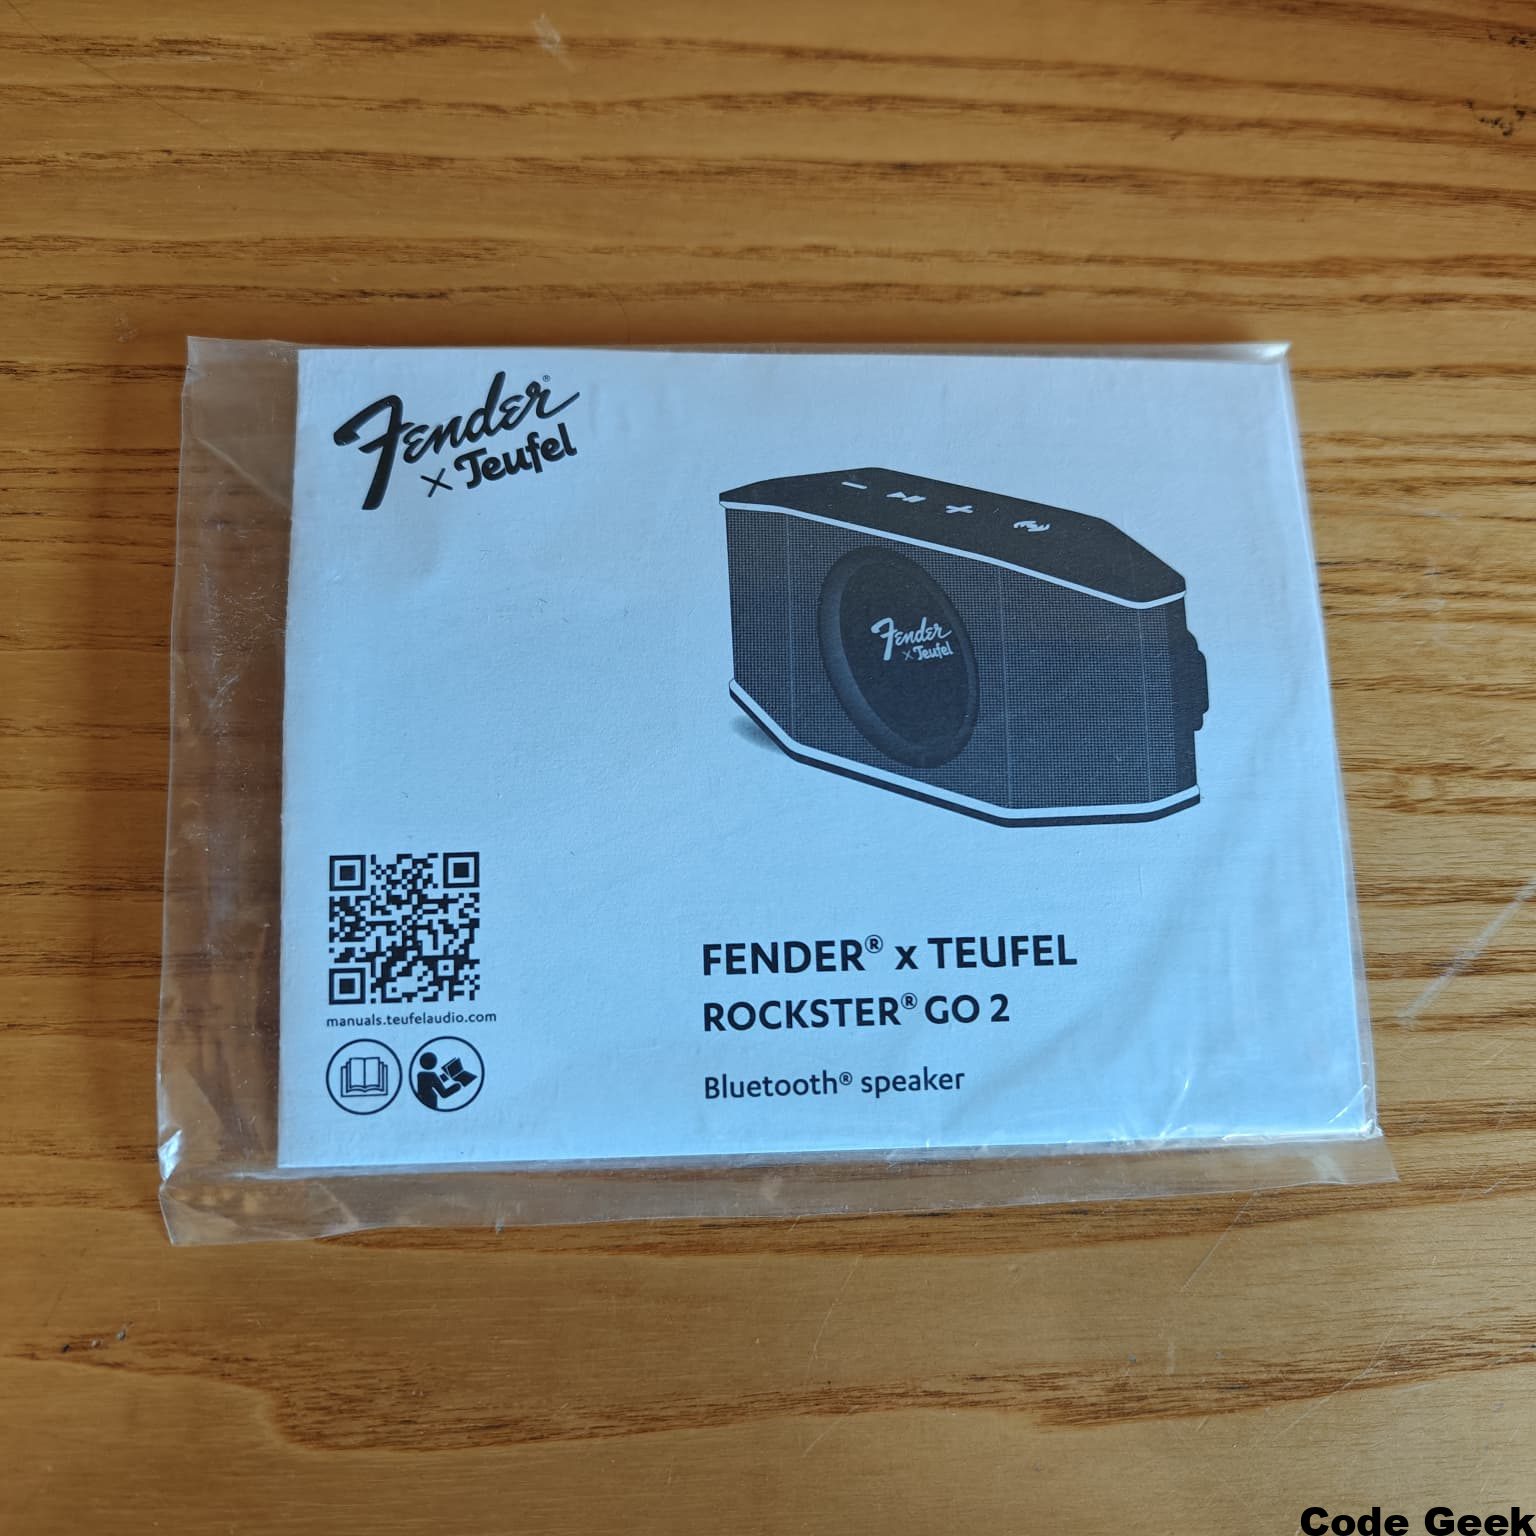 Fender®
x Teufel
Fender
x Teufel
FENDER® x TEUFEL
ROCKSTER® GO 2
Bluetooth® speaker
manuals.teufelaudio.com
Code Geek